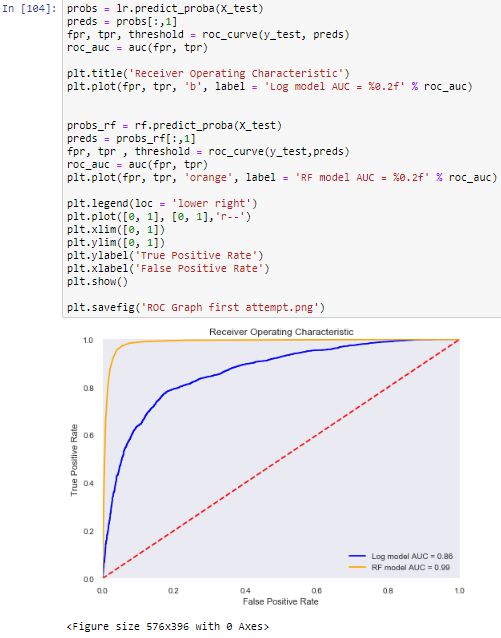 In [104]: probs = lr.predict_proba(X_test)
preds = probs[:,1]
fpr, tpr, threshold = roc_curve(y_test, preds)
roc_auc = auc(fpr, tpr)
plt.title('Receiver Operating Characteristic')
plt.plot(fpr, tpr, 'b', label = 'Log model AUC = %0.2f' % roc_auc)
probs_rf = rf.predict_proba(X_test)
preds = probs_rf[:,1]
fpr, tpr , threshold = roc_curve(y_test,preds)
roc_auc = auc(fpr, tpr)
plt.plot(fpr, tpr, 'orange', label = 'RF model AUC = %0.2f' % roc_auc)
plt.legend(loc = 'lower right')
plt.plot([0, 1], [0, 1],'r--')
plt.xlim([0, 1])
plt.ylim([0, 1])
plt.ylabel('True Positive Rate')
plt.xlabel('False Positive Rate')
plt.show()
plt.savefig('ROC Graph first attempt.png')
Receiver Operating Characteristic
1.0
0.8
0.6
0.4
0.2
0.0
True Positive Rate
Log model AUC = 0.86
RF model AUC = 0.99
0.0 0.2 0.4 0.6 0.8 1.0
False Positive Rate
<Figure size 576x396 with 0 Axes>